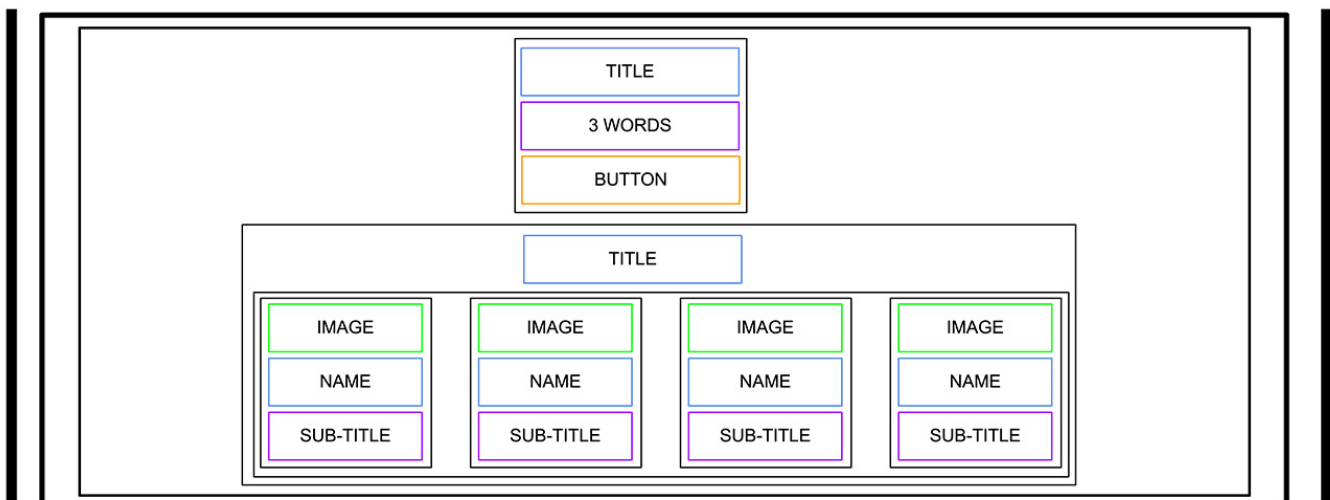 TITLE
3 WORDS
BUTTON
TITLE
IMAGE IMAGE IMAGE IMAGE
NAME NAME NAME NAME
SUB-TITLE SUB-TITLE SUB-TITLE SUB-TITLE